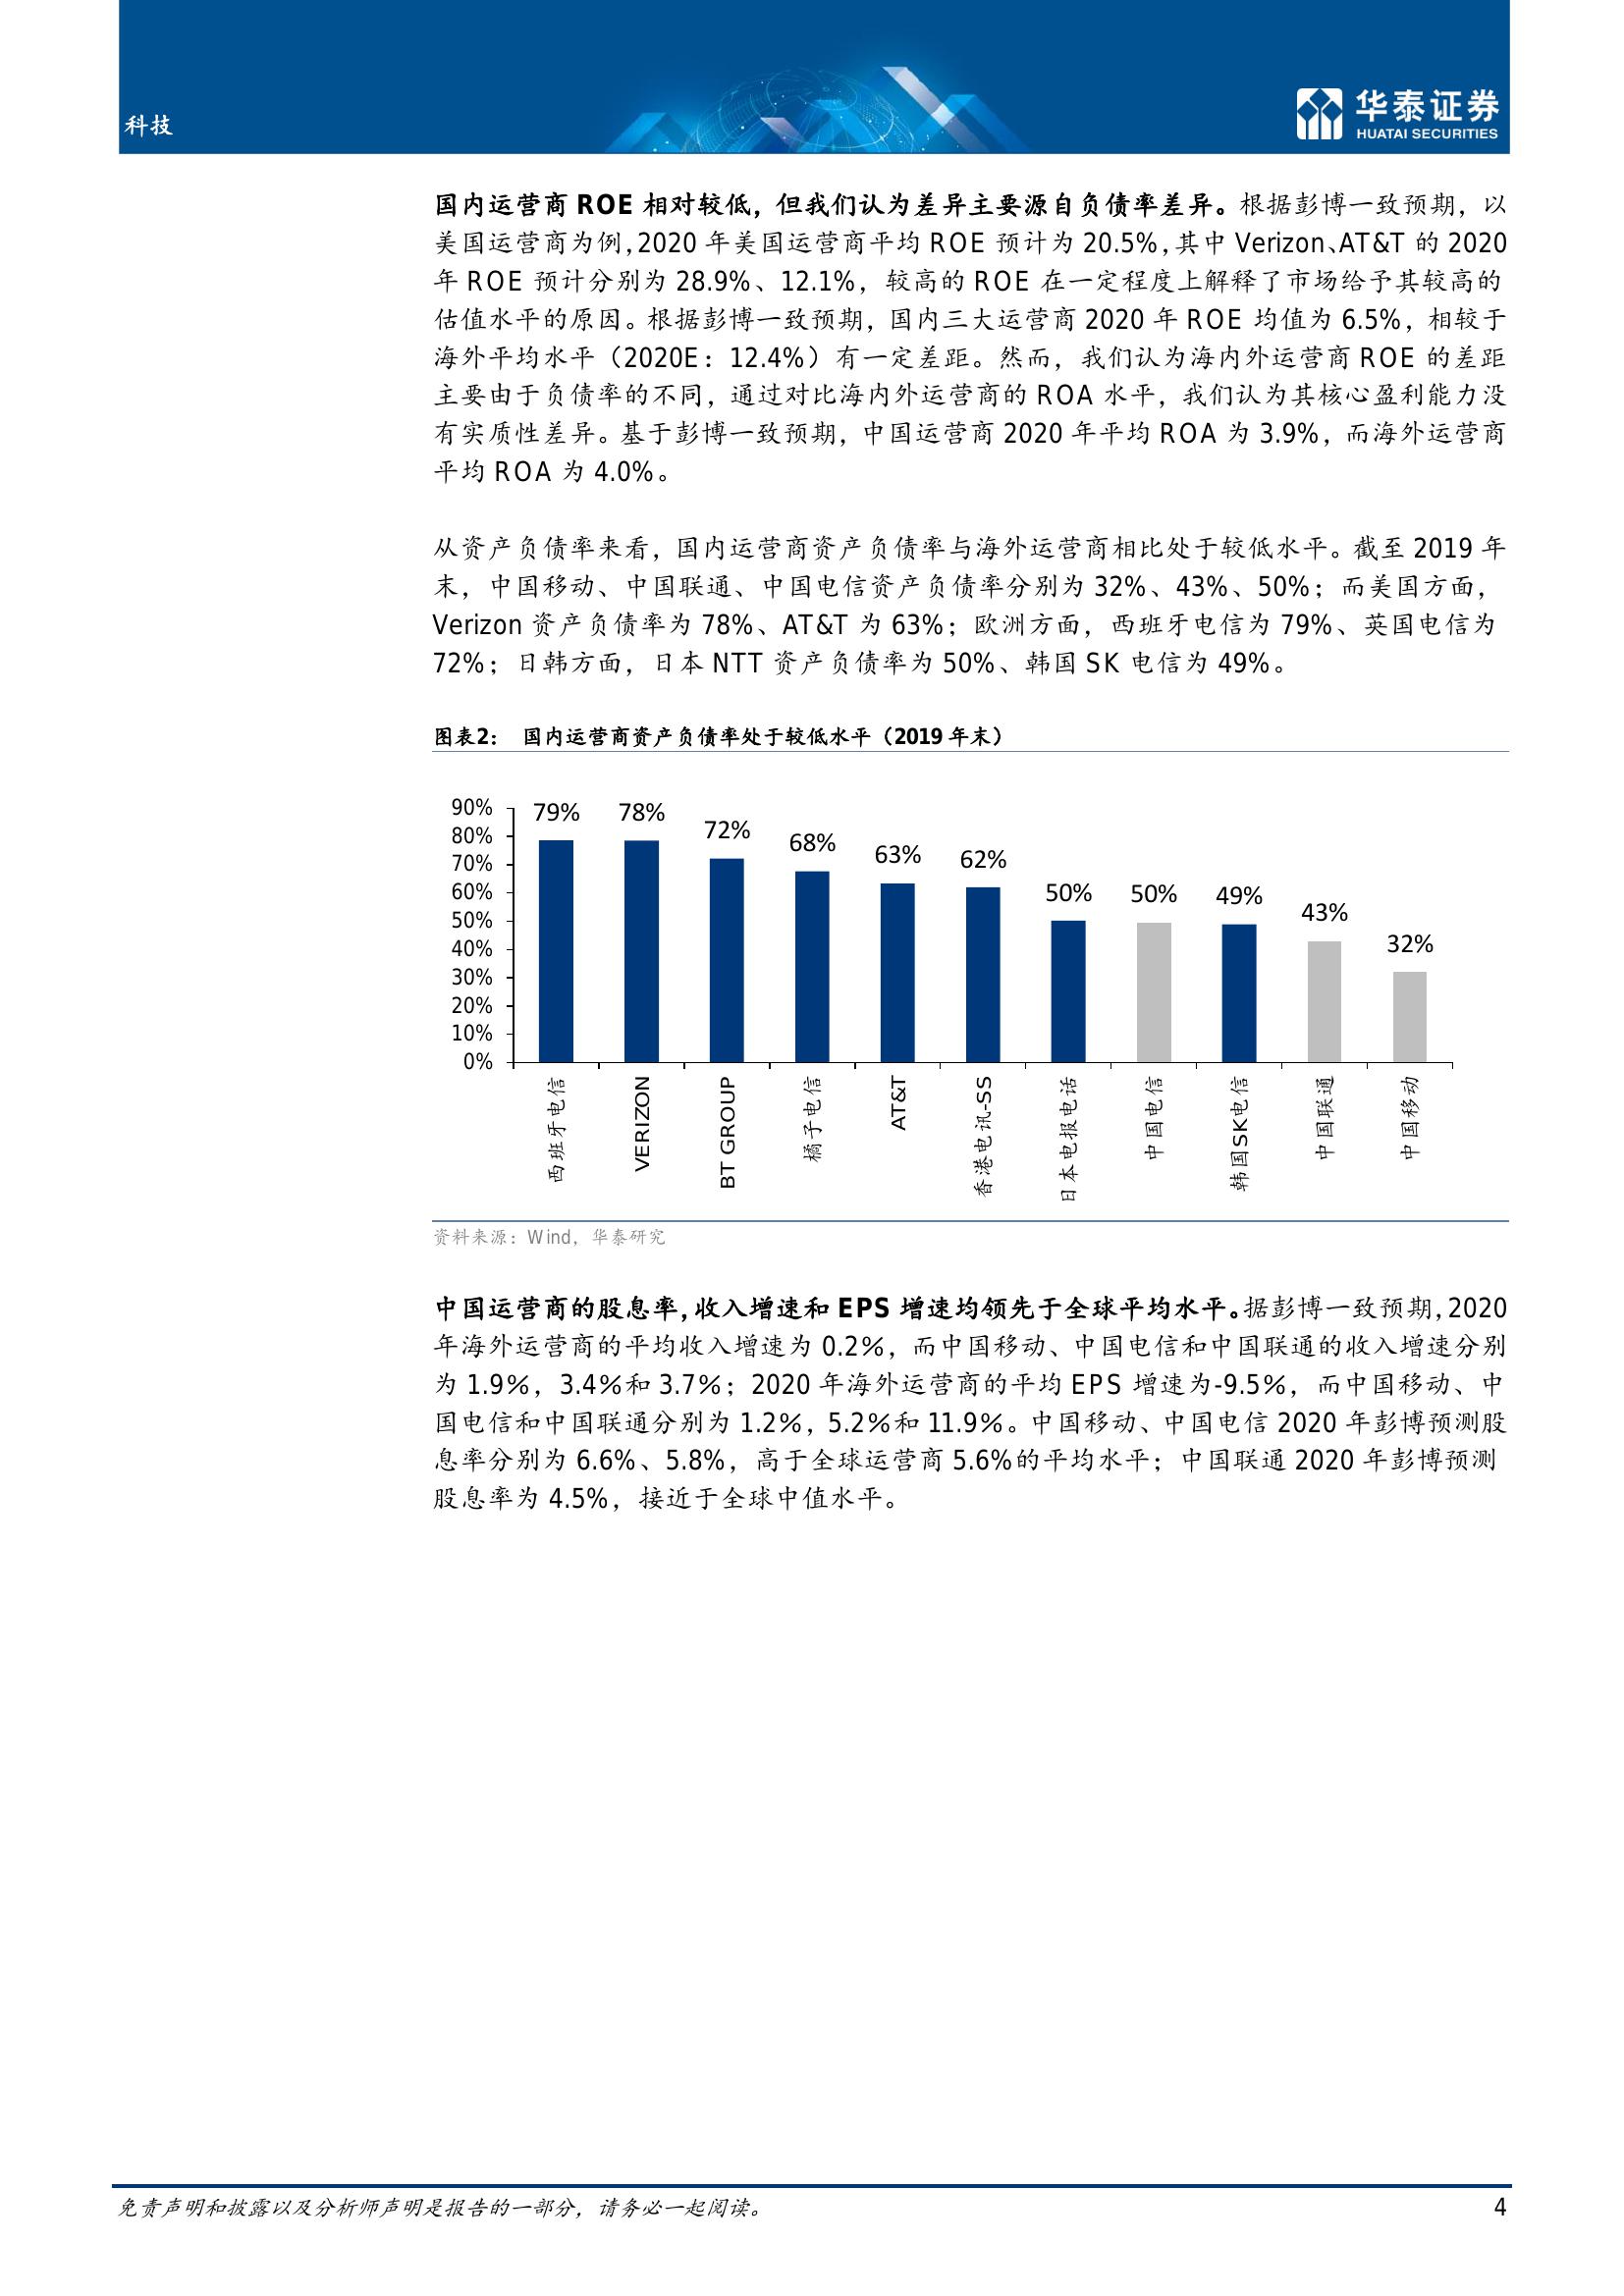 科技
华泰证券
HUATAI SECURITIES
国内运营商 ROE 相对较低，但我们认为差异主要源自负债率差异。根据彭博一致预期，以
美国运营商为例，2020 年美国运营商平均 ROE 预计为 20.5%，其中 Verizon、AT&T 的 2020
年 ROE 预计分别为 28.9%、12.1%，较高的 ROE 在一定程度上解释了市场给予其较高的
估值水平的原因。根据彭博一致预期，国内三大运营商 2020 年 ROE 均值为 6.5%，相较于
海外平均水平（2020E：12.4%）有一定差距。然而，我们认为海内外运营商 ROE 的差距
主要由于负债率的不同，通过对比海内外运营商的 ROA 水平，我们认为其核心盈利能力没
有实质性差异。基于彭博一致预期，中国运营商 2020 年平均 ROA 为 3.9%，而海外运营商
平均 ROA 为 4.0%。
从资产负债率来看，国内运营商资产负债率与海外运营商相比处于较低水平。截至 2019 年
末，中国移动、中国联通、中国电信资产负债率分别为 32%、43%、50%；而美国方面，
Verizon 资产负债率为 78%、AT&T 为 63%；欧洲方面，西班牙电信为 79%、英国电信为
72%；日韩方面，日本 NTT 资产负债率为 50%、韩国 SK 电信为 49%。
图表2： 国内运营商资产负债率处于较低水平（2019 年末）
90%
80%
70%
60%
50%
40%
30%
20%
10%
0%
79%
78%
72%
68%
63%
62%
50%
50%
49%
43%
32%
西班牙电信
VERIZON
BT GROUP
橘子电信
AT&T
香港电讯-SS
日本电报电话
中国电信
韩国SK电信
中国联通
中国移动
资料来源：Wind，华泰研究
中国运营商的股息率，收入增速和 EPS 增速均领先于全球平均水平。据彭博一致预期，2020
年海外运营商的平均收入增速为 0.2%，而中国移动、中国电信和中国联通的收入增速分别
为 1.9%，3.4%和 3.7%；2020 年海外运营商的平均 EPS 增速为-9.5%，而中国移动、中
国电信和中国联通分别为 1.2%，5.2%和 11.9%。中国移动、中国电信 2020 年彭博预测股
息率分别为 6.6%、5.8%，高于全球运营商 5.6%的平均水平；中国联通 2020 年彭博预测
股息率为 4.5%，接近于全球中值水平。
免责声明和披露以及分析师声明是报告的一部分，请务必一起阅读。
4